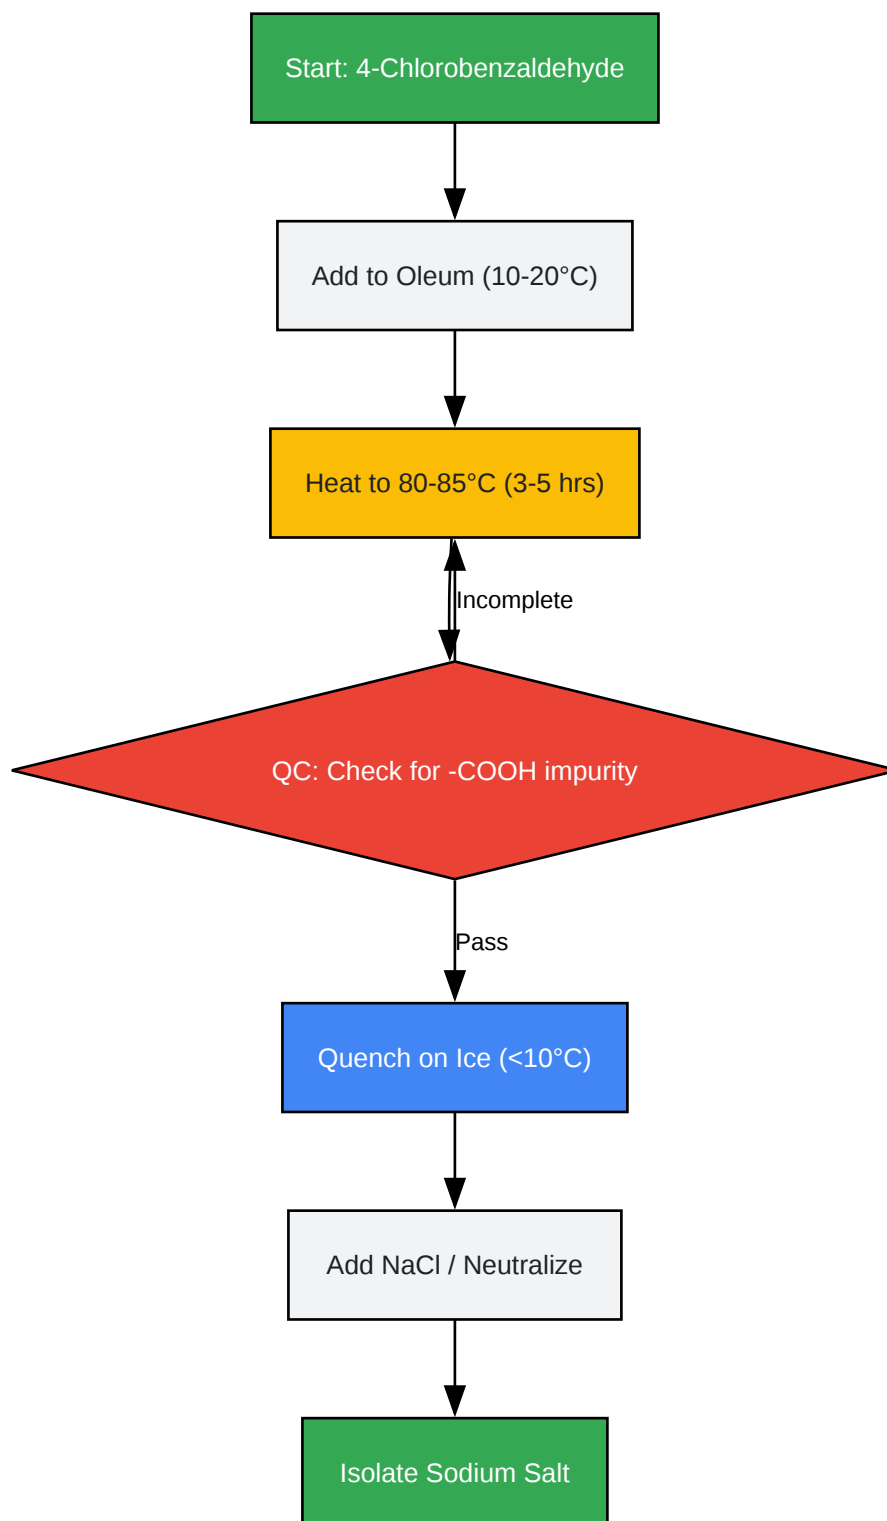 Start: 4-Chlorobenzaldehyde
Add to Oleum (10-20°C)
Heat to 80-85°C (3-5 hrs)
Incomplete
QC: Check for -COOH impurity
Pass
Quench on Ice (<10°C)
Add NaCl / Neutralize
Isolate Sodium Salt